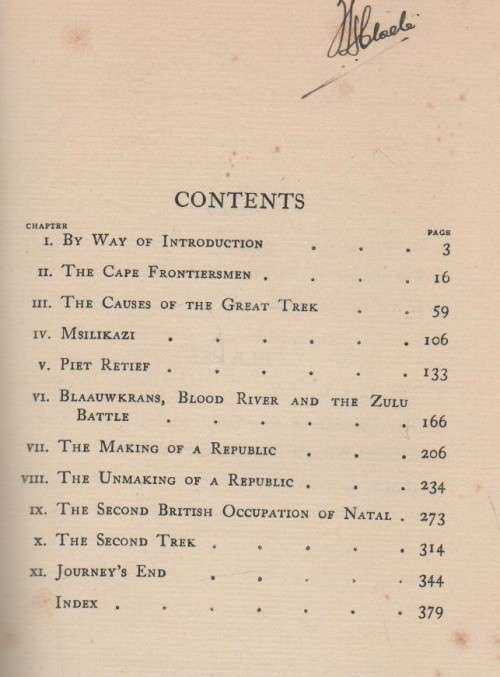 CONTENTS
CHAPTER PAGE
I. By Way of Introduction . . . 3
II. The Cape Frontiersmen . . . . 16
III. The Causes of the Great Trek . . . 59
IV. Msilikazi . . . . . . 106
V. Piet Retief . . . . . . 133
VI. Blaauwkrans, Blood River and the Zulu
Battle . . . . . . 166
VII. The Making of a Republic . . . 206
VIII. The Unmaking of a Republic . . . 234
IX. The Second British Occupation of Natal . 273
X. The Second Trek . . . . . 314
XI. Journey's End . . . . . 344
Index . . . . . . 379